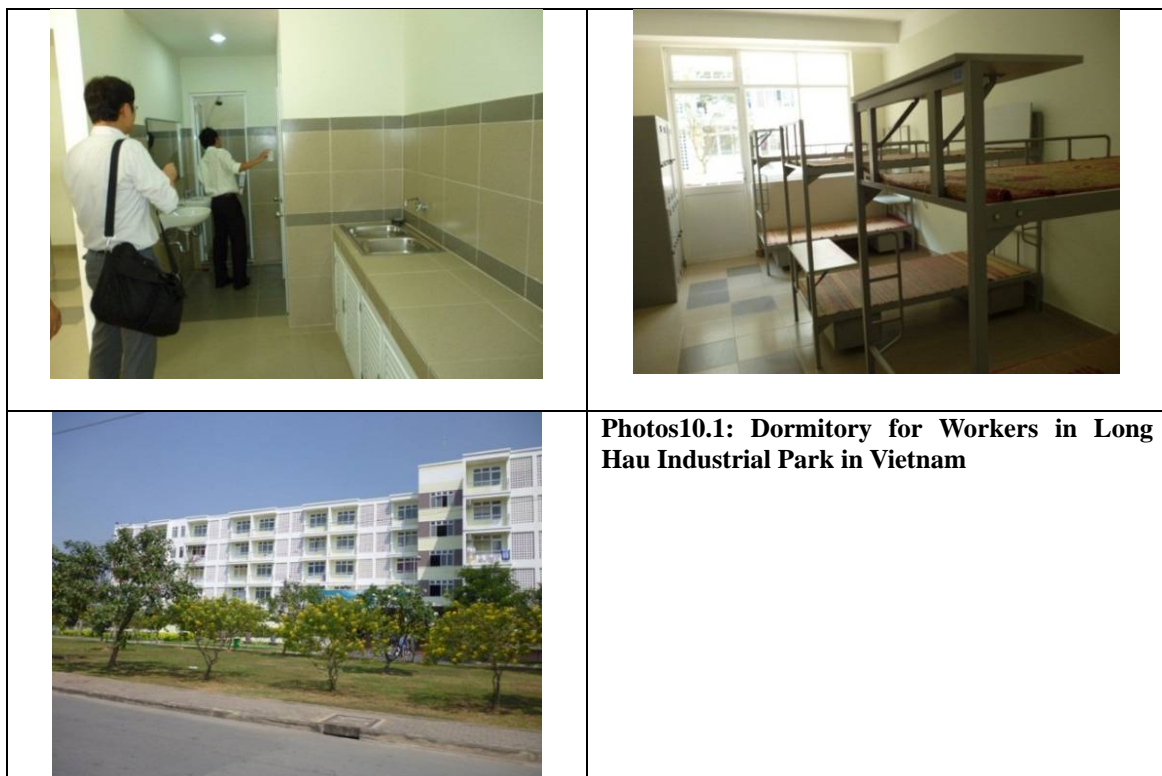 Photos10.1: Dormitory for Workers in Long
Hau Industrial Park in Vietnam